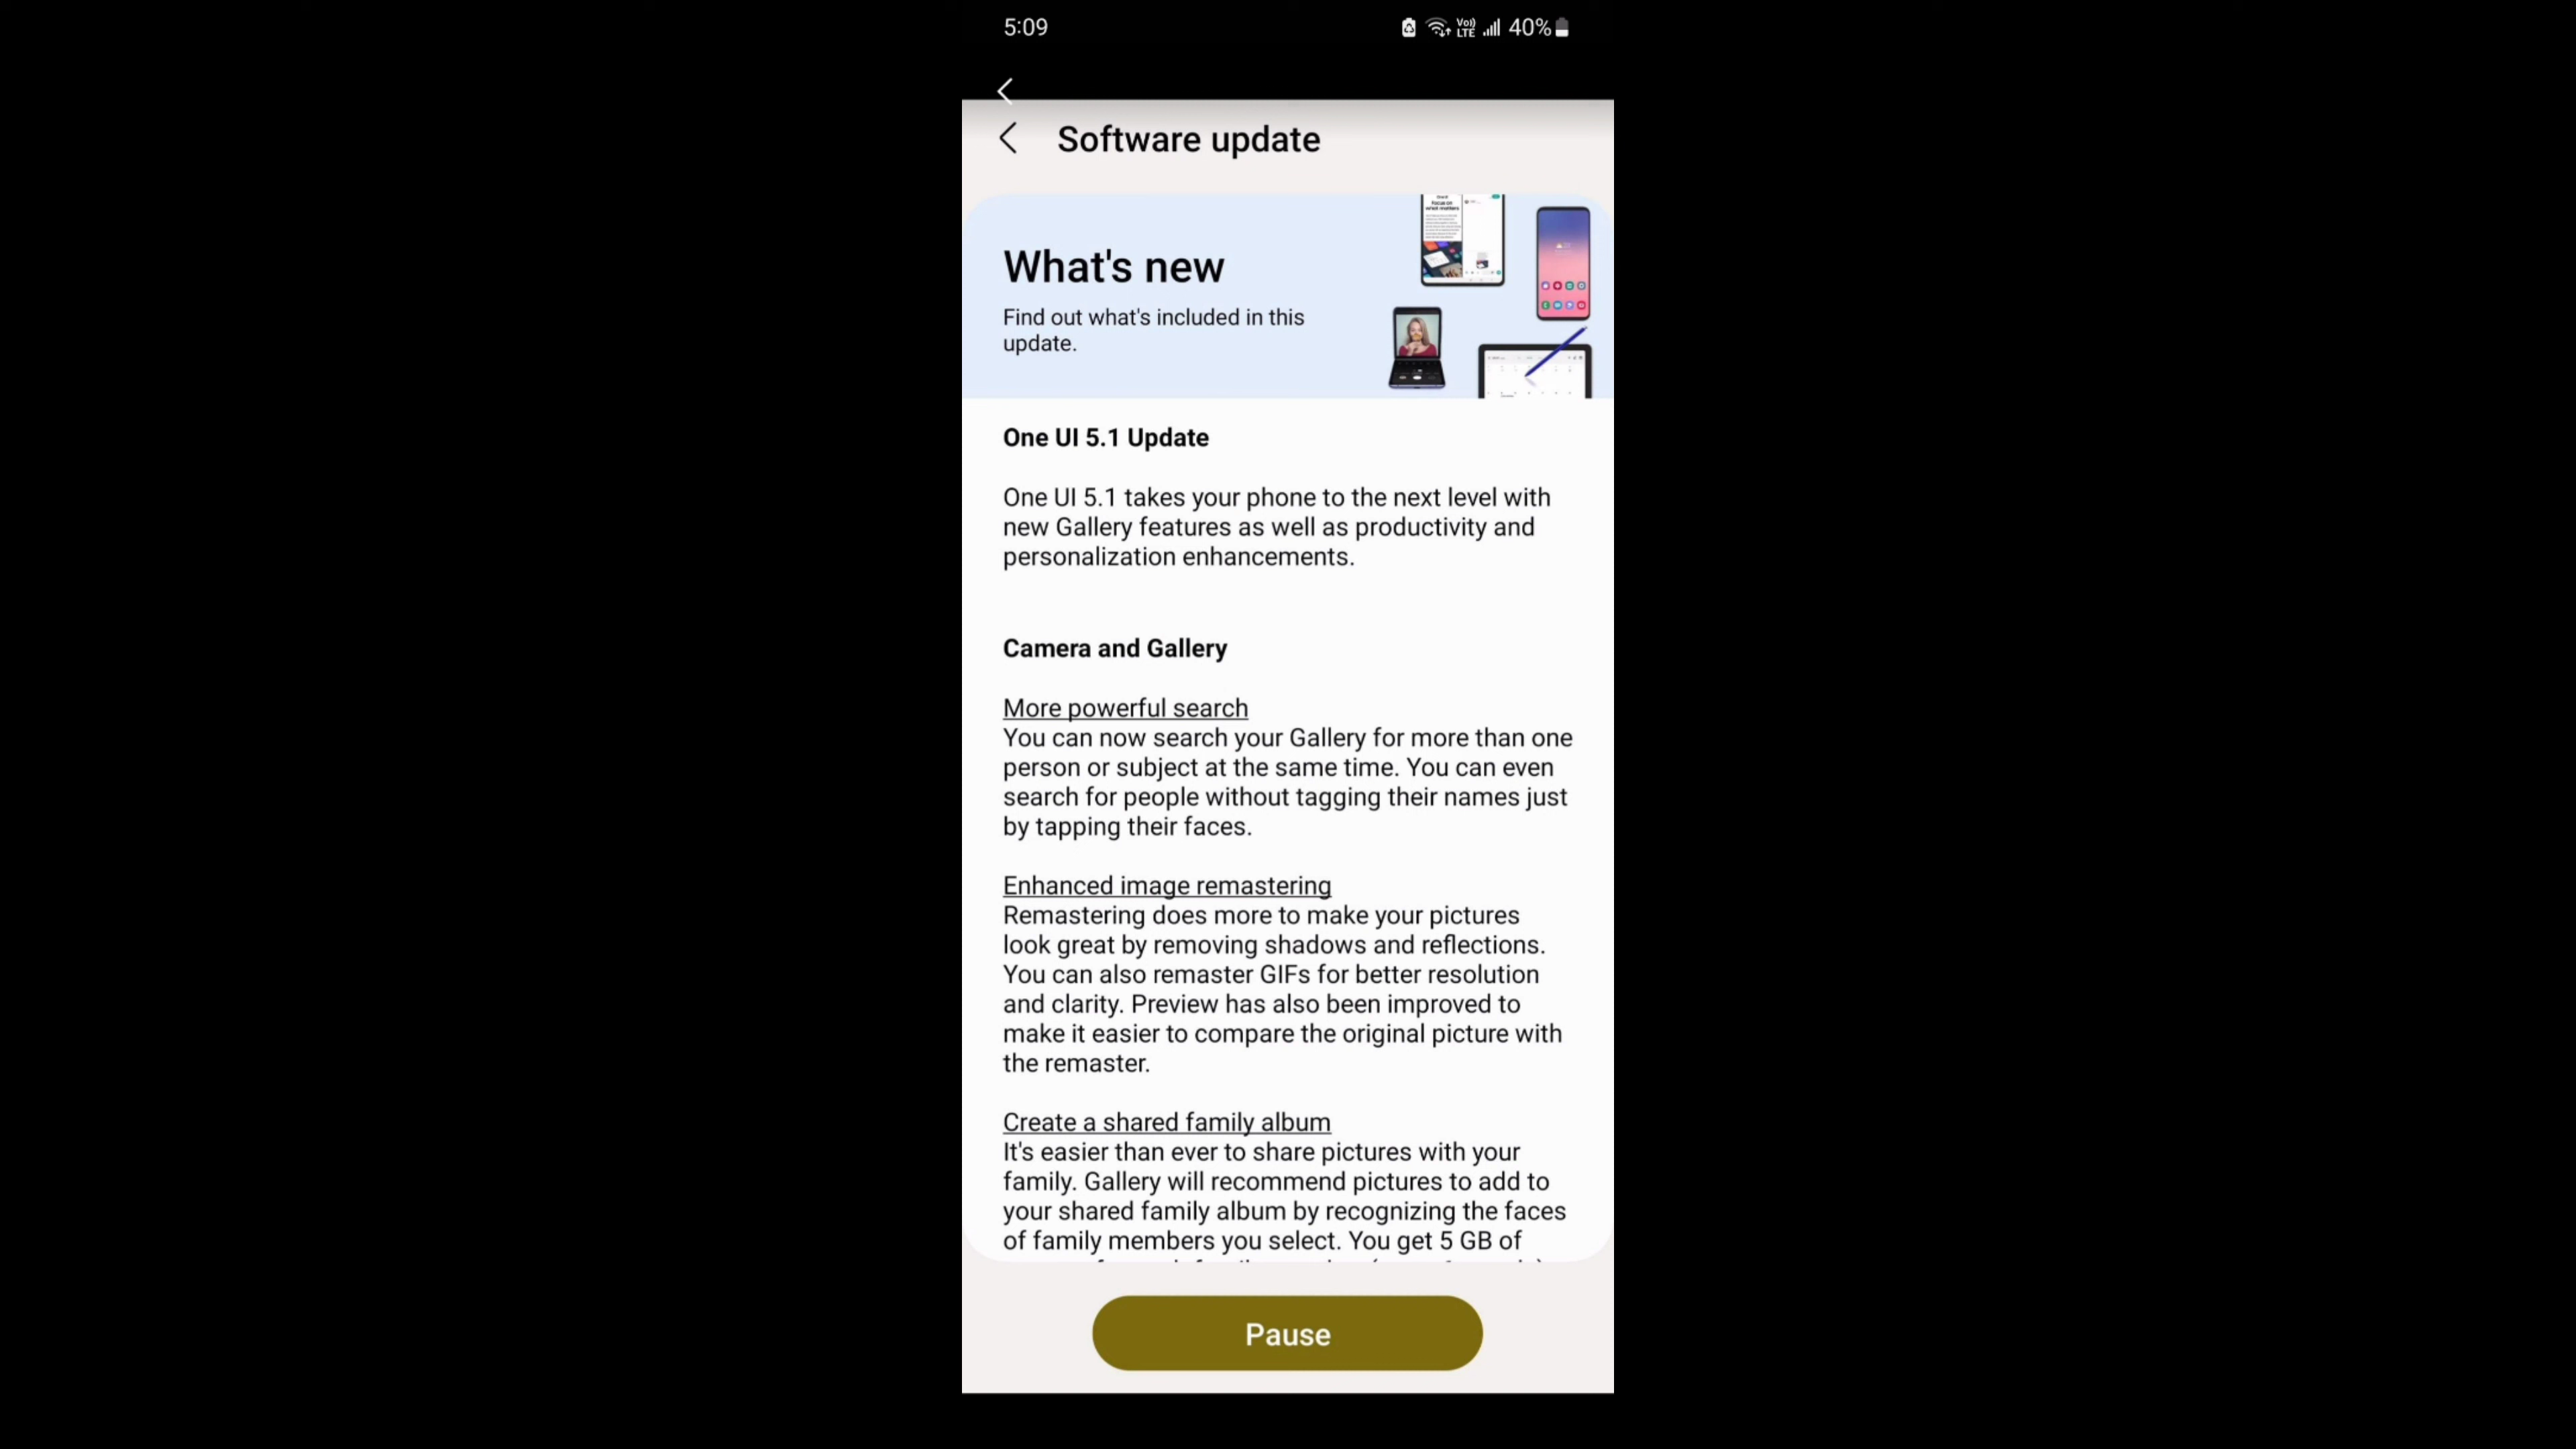 5:09
Vo))
LTE
40%
Software update
What's new
Find out what's included in this
update.
One UI 5.1 Update
One UI 5.1 takes your phone to the next level with
new Gallery features as well as productivity and
personalization enhancements.
Camera and Gallery
More powerful search
You can now search your Gallery for more than one
person or subject at the same time. You can even
search for people without tagging their names just
by tapping their faces.
Enhanced image remastering
Remastering does more to make your pictures
look great by removing shadows and reflections.
You can also remaster GIFs for better resolution
and clarity. Preview has also been improved to
make it easier to compare the original picture with
the remaster.
Create a shared family album
It's easier than ever to share pictures with your
family. Gallery will recommend pictures to add to
your shared family album by recognizing the faces
of family members you select. You get 5 GB of
Pause